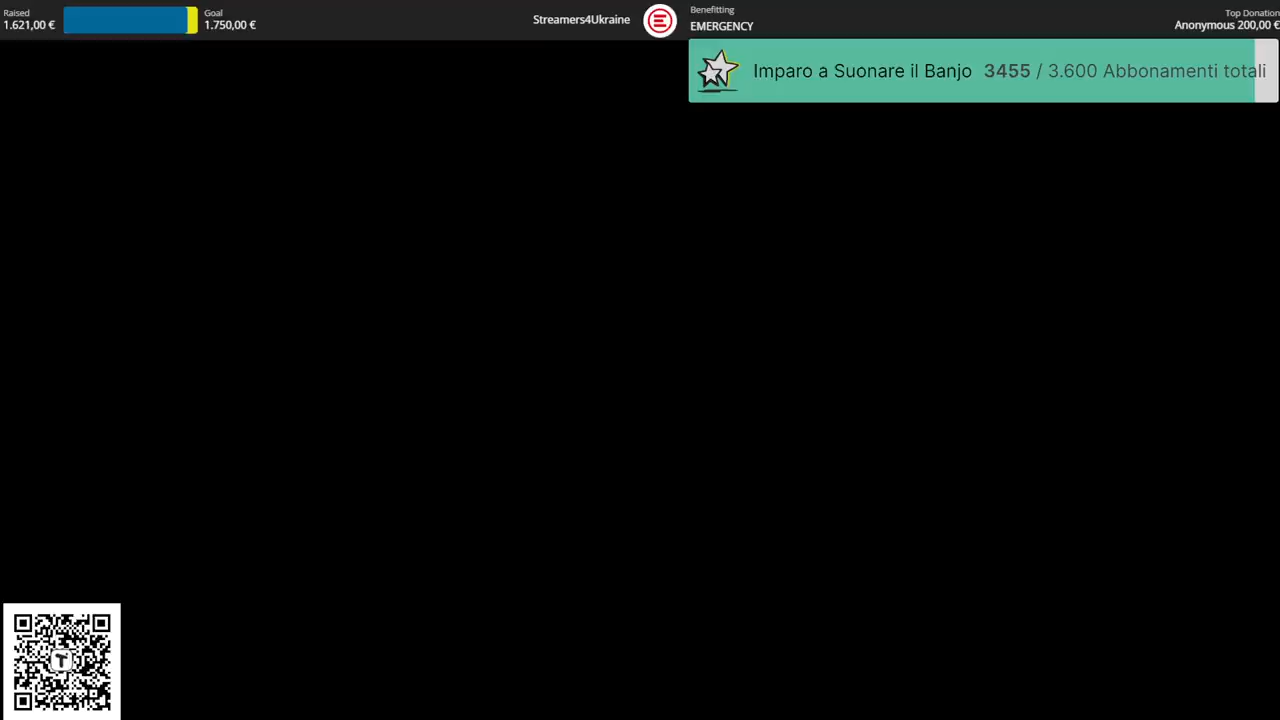 Raised
1.621,00 €
Goal
1.750,00 €
Streamers4Ukraine
Benefitting
EMERGENCY
Top Donation
Anonymous 200,00 €
Imparo a Suonare il Banjo 3455 / 3.600 Abbonamenti totali
T